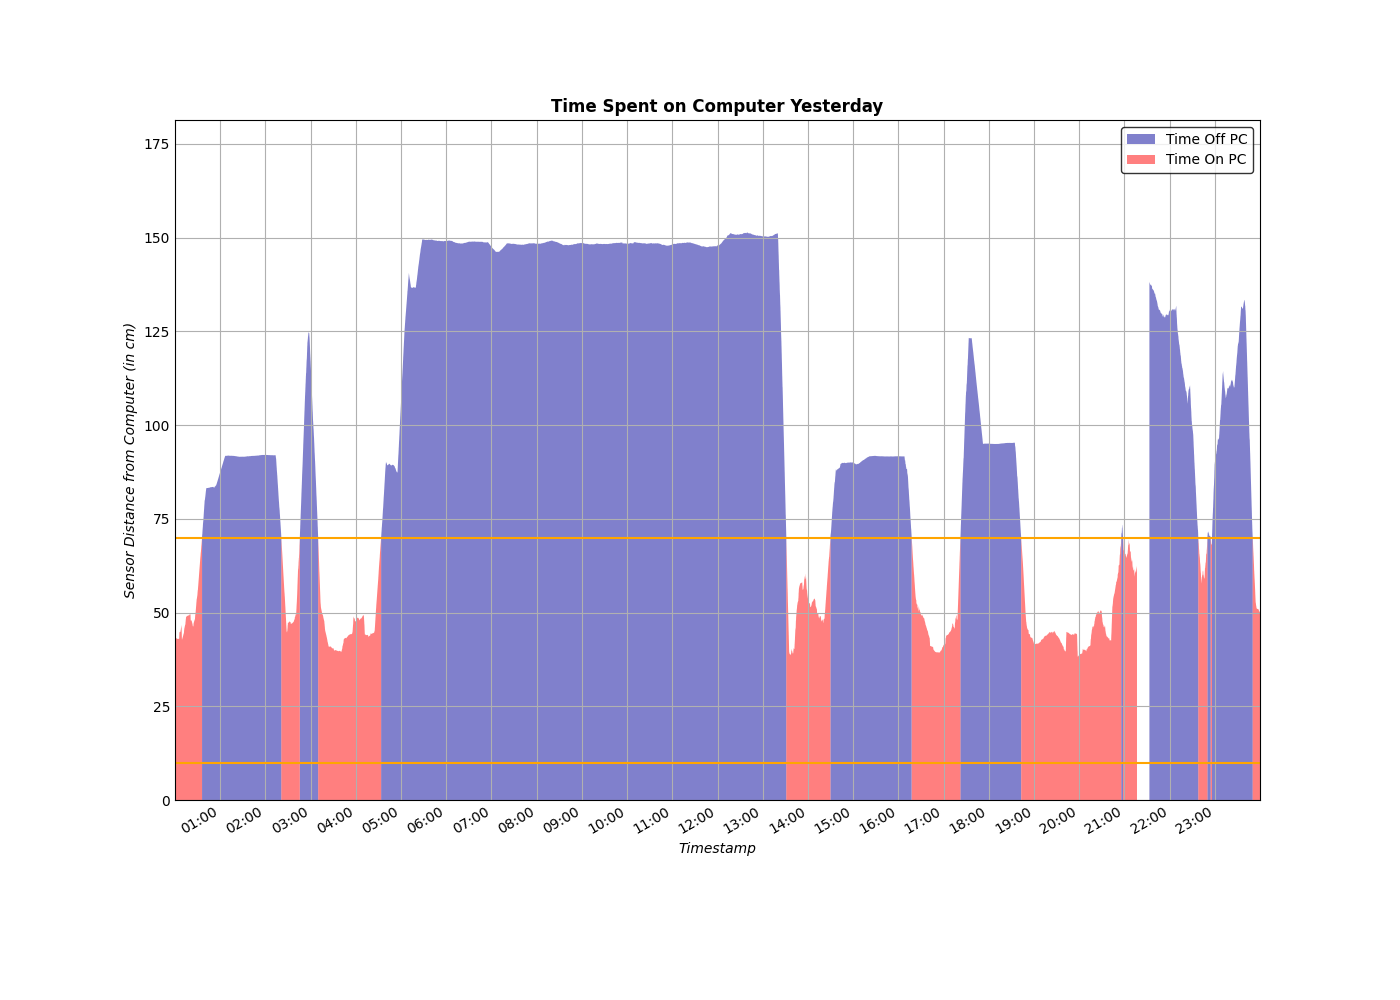 Time Spent on Computer Yesterday
Time Off PC
Time On PC
175
150
125
100
75
50
25
0
Sensor Distance from Computer (in cm)
01:00 02:00 03:00 04:00 05:00 06:00 07:00 08:00 09:00 10:00 11:00 12:00 13:00 14:00 15:00 16:00 17:00 18:00 19:00 20:00 21:00 22:00 23:00
Timestamp